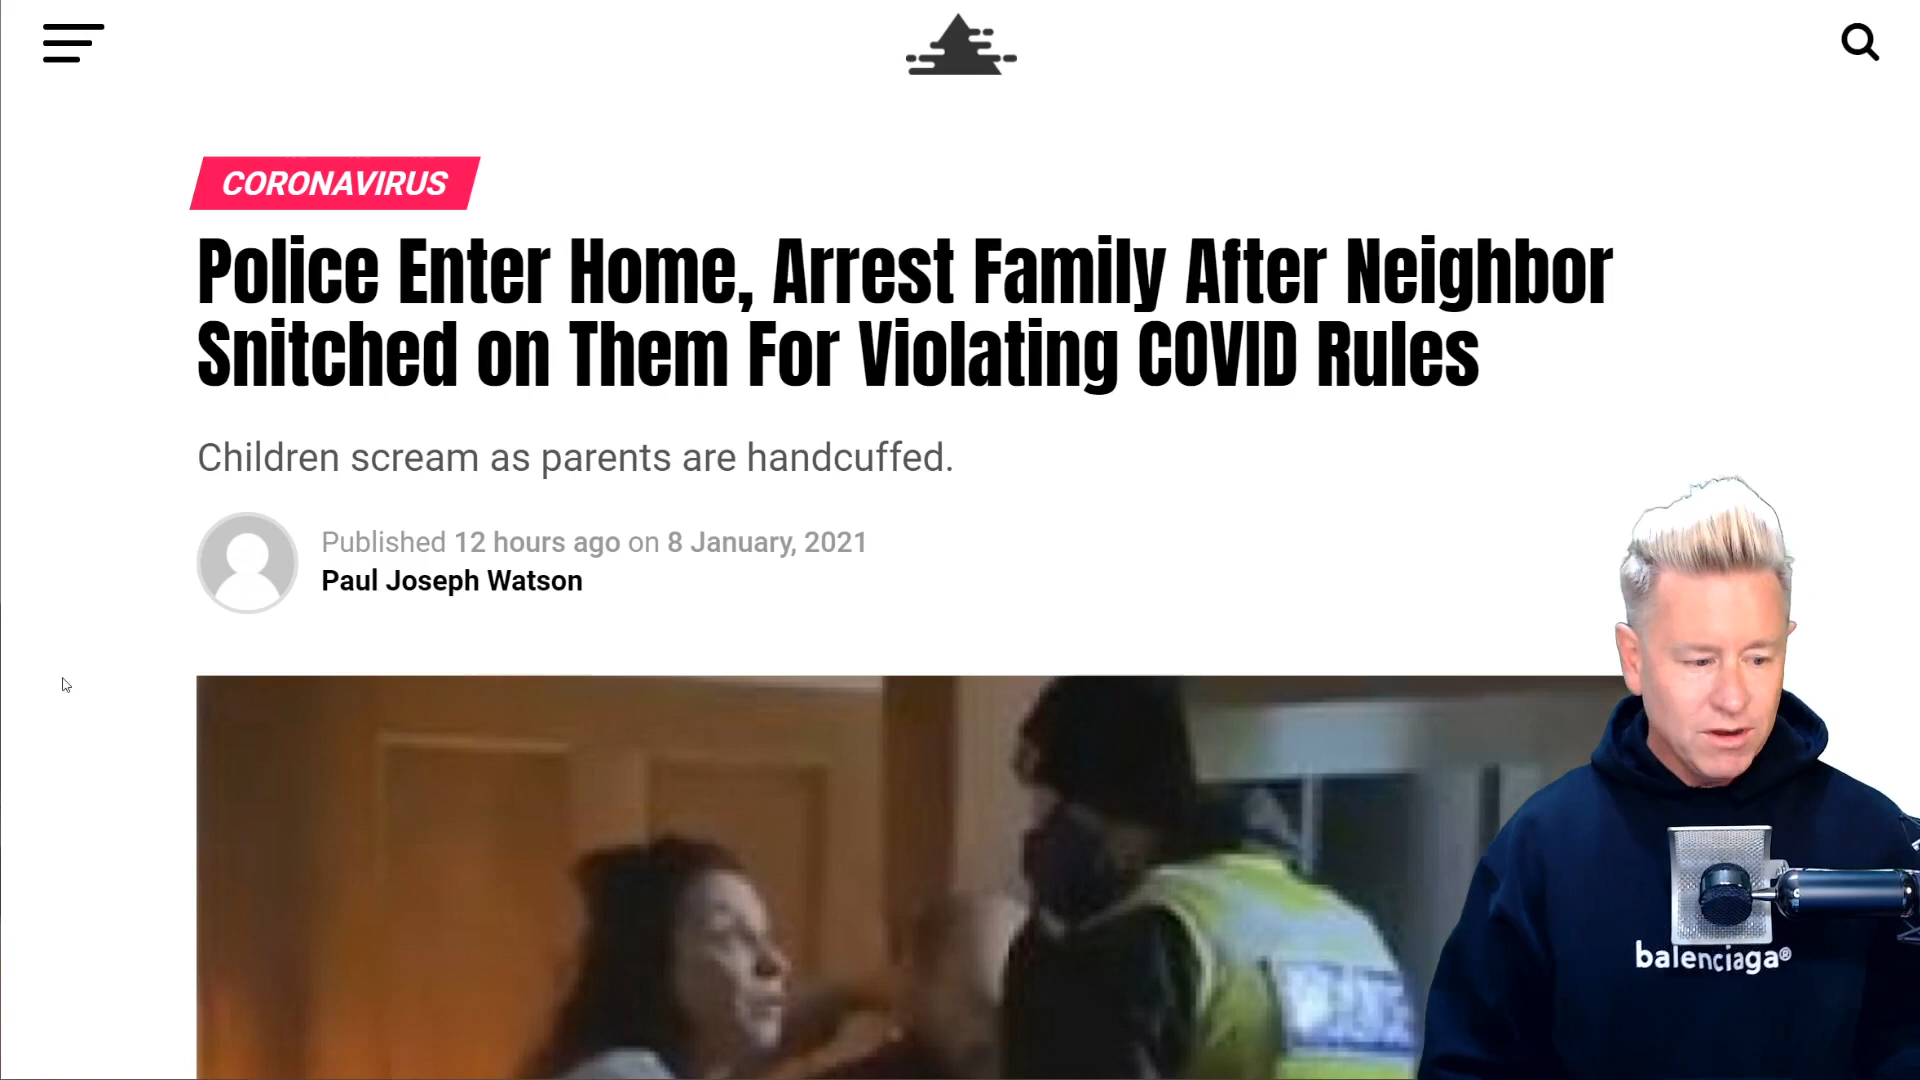 CORONAVIRUS
Police Enter Home, Arrest Family After Neighbor
Snitched on Them For Violating COVID Rules
Children scream as parents are handcuffed.
Published 12 hours ago on 8 January, 2021
Paul Joseph Watson
balenciaga®